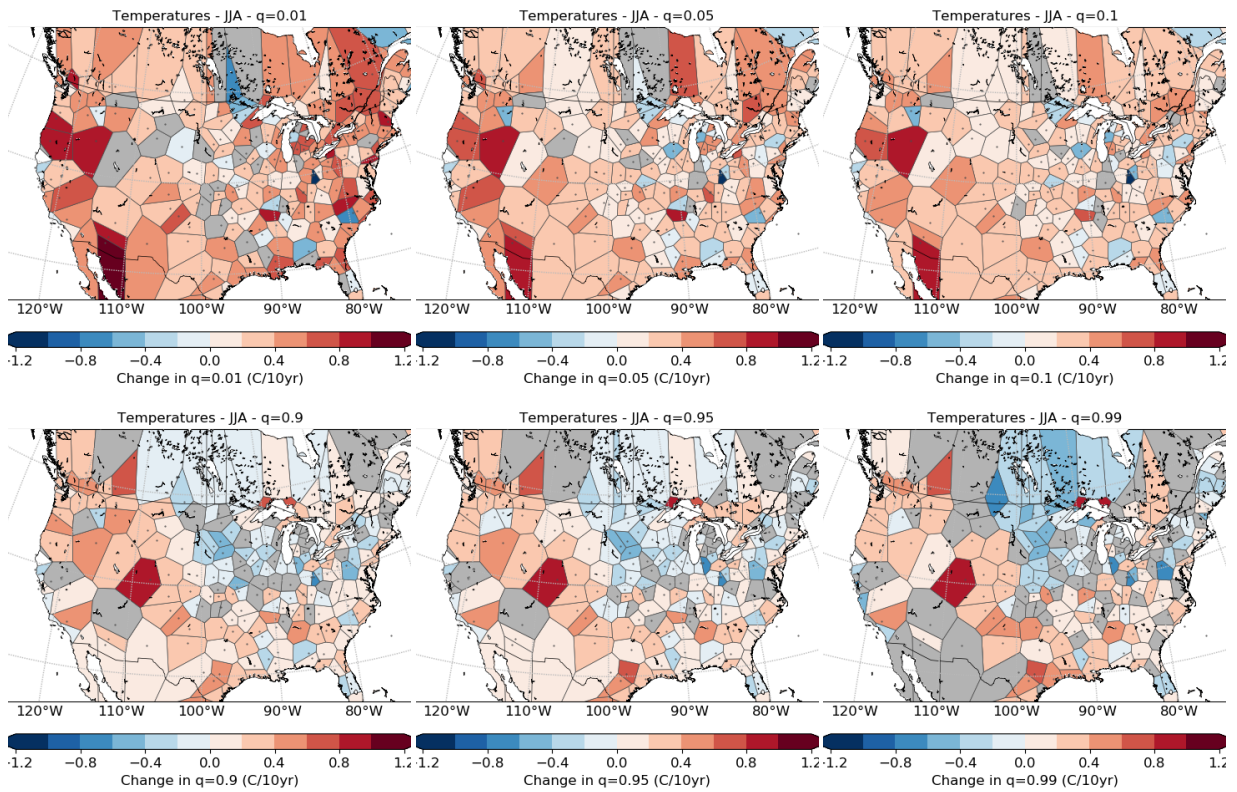 Temperatures - JJA - q=0.01 Temperatures - JJA - q=0.05 Temperatures - JJA - q=0.1
120°W 110°W 100°W 90°W 80°W 120°W 110°W 100°W 90°W 80°W 120°W 110°W 100°W 90°W 80°W
-1.2 −0.8 −0.4 0.0 0.4 0.8 1.2 -1.2 −0.8 −0.4 0.0 0.4 0.8 1.2 -1.2 −0.8 −0.4 0.0 0.4 0.8 1.2
Change in q=0.01 (C/10yr) Change in q=0.05 (C/10yr) Change in q=0.1 (C/10yr)
Temperatures - JJA - q=0.9 Temperatures - JJA - q=0.95 Temperatures - JJA - q=0.99
120°W 110°W 100°W 90°W 80°W 120°W 110°W 100°W 90°W 80°W 120°W 110°W 100°W 90°W 80°W
-1.2 −0.8 −0.4 0.0 0.4 0.8 1.2 -1.2 −0.8 −0.4 0.0 0.4 0.8 1.2 -1.2 −0.8 −0.4 0.0 0.4 0.8 1.2
Change in q=0.9 (C/10yr) Change in q=0.95 (C/10yr) Change in q=0.99 (C/10yr)